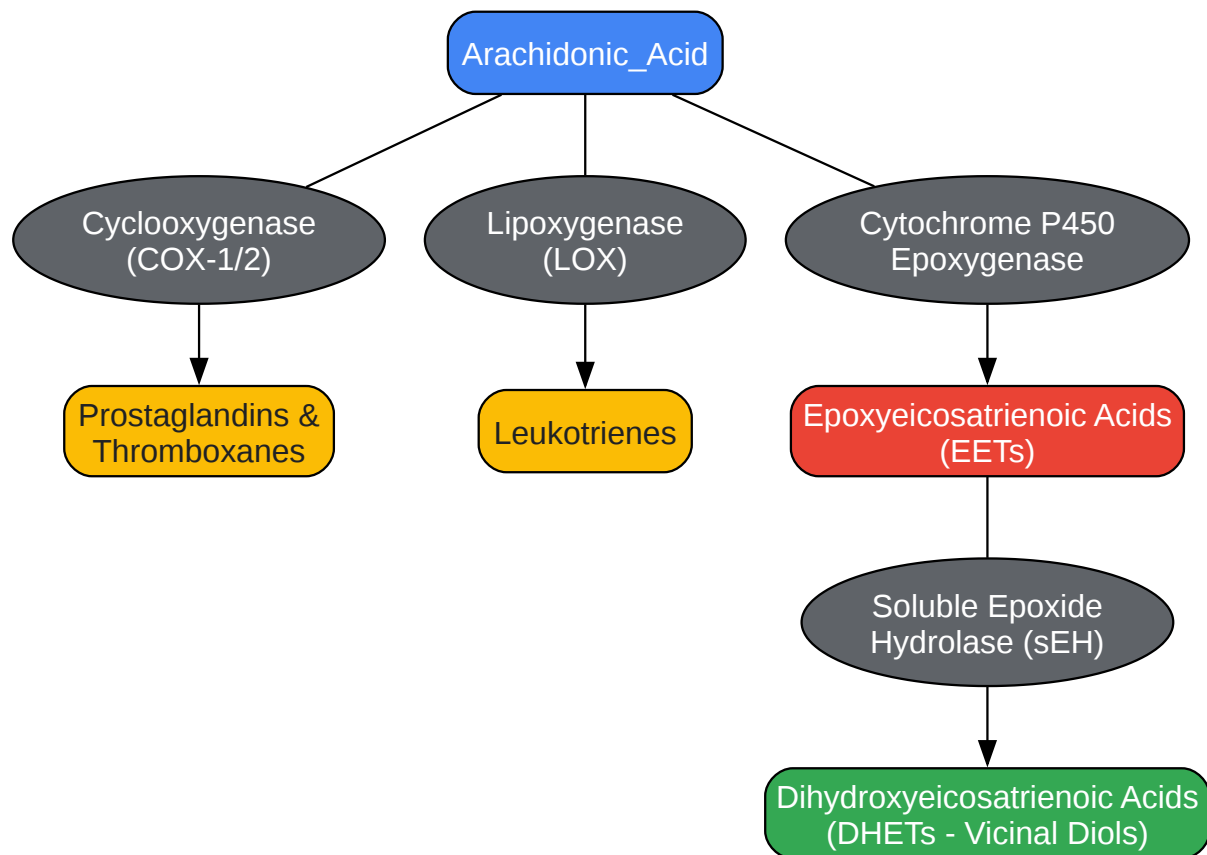 Arachidonic_Acid
Cyclooxygenase
(COX-1/2)
Lipoxygenase
(LOX)
Cytochrome P450
Epoxygenase
Prostaglandins &
Thromboxanes
Leukotrienes
Epoxyeicosatrienoic Acids
(EETs)
Soluble Epoxide
Hydrolase (sEH)
Dihydroxyeicosatrienoic Acids
(DHETs - Vicinal Diols)